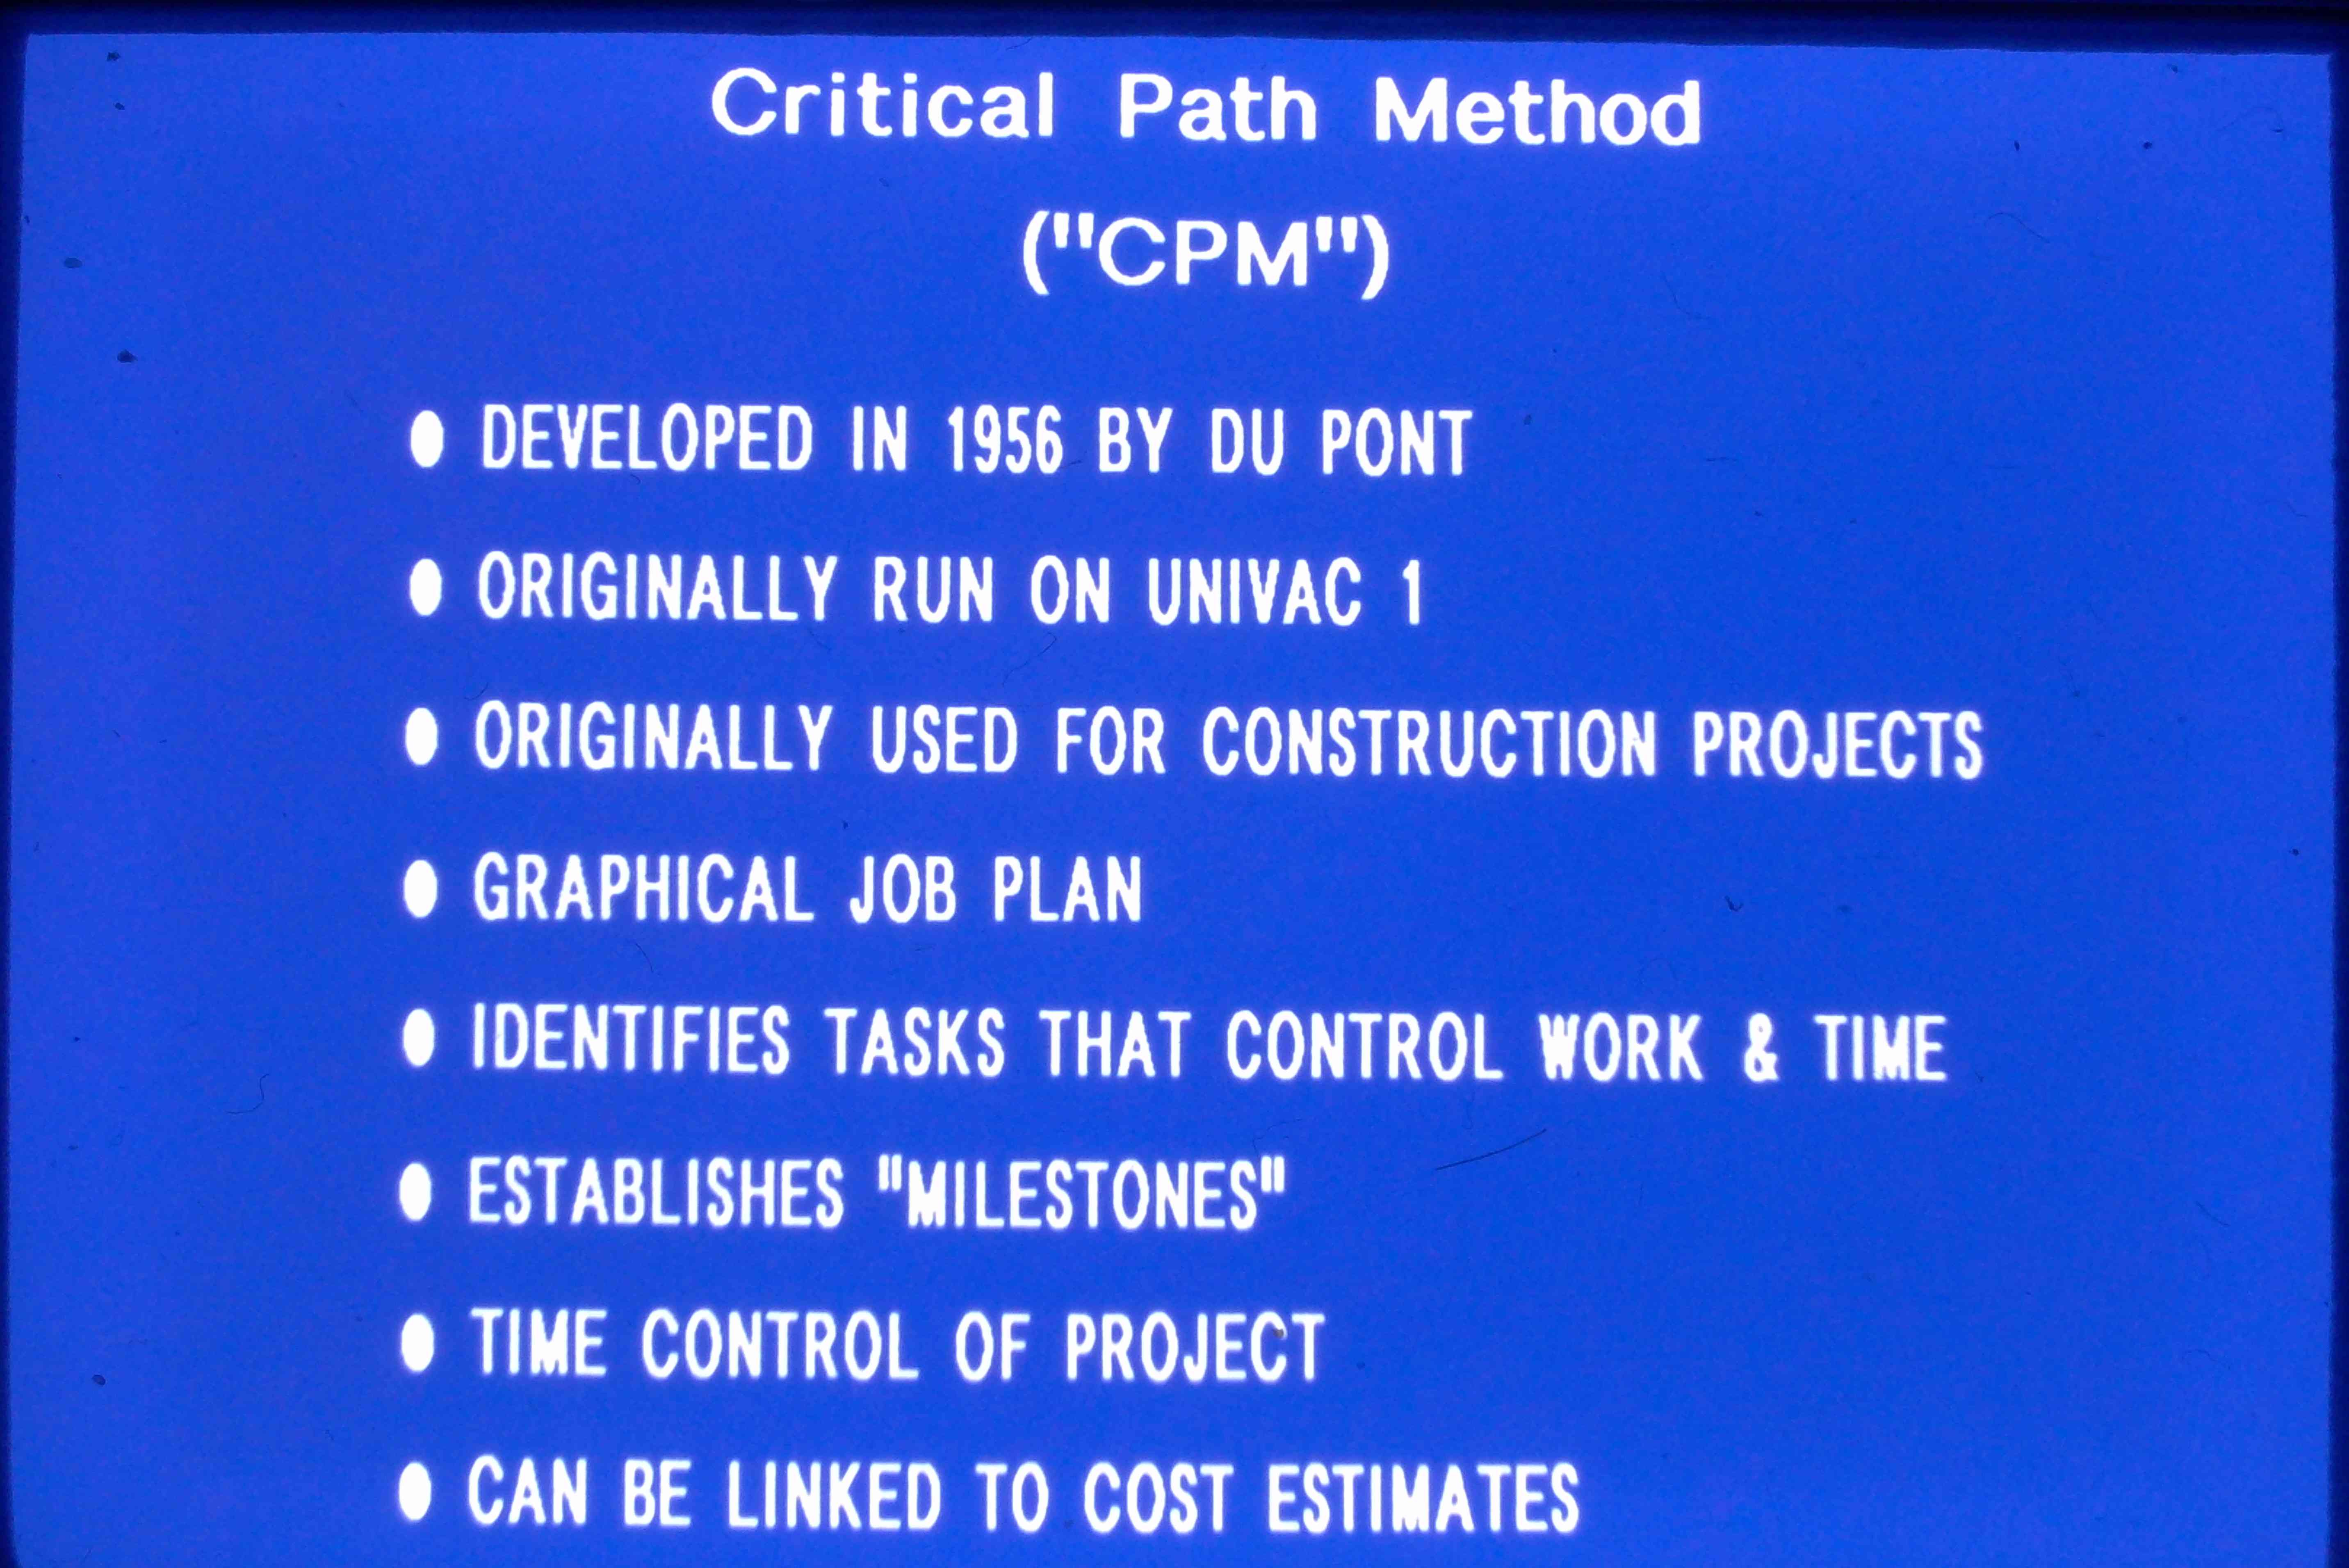 Critical Path Method
("CPM")
● DEVELOPED IN 1956 BY DU PONT
● ORIGINALLY RUN ON UNIVAC 1
● ORIGINALLY USED FOR CONSTRUCTION PROJECTS
● GRAPHICAL JOB PLAN
● IDENTIFIES TASKS THAT CONTROL WORK & TIME
● ESTABLISHES "MILESTONES"
● TIME CONTROL OF PROJECT
● CAN BE LINKED TO COST ESTIMATES